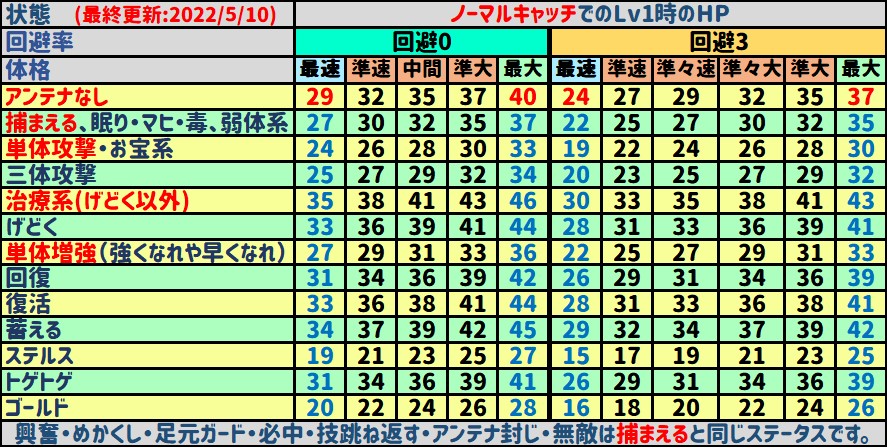 状態 (最終更新:2022/5/10) ノーマルキャッチでのLv1時のHP
回避率 回避0 回避3
体格 最速 準速 中間 準大 最大 最速 準速 準々速 準々大 準大 最大
アンテナなし 29 32 35 37 40 24 27 29 32 35 37
捕まえる、眠り・マヒ・毒、弱体系 27 30 32 35 37 22 25 27 30 32 35
単体攻撃・お宝系 24 26 28 30 33 19 22 24 26 28 30
三体攻撃 25 27 29 32 34 20 23 25 27 29 32
治療系(げどく以外) 35 38 41 43 46 30 33 35 38 41 43
げどく 33 36 39 41 44 28 31 33 36 39 41
単体増強(強くなれや早くなれ) 27 29 31 33 36 22 25 27 29 31 33
回復 31 34 36 39 42 26 29 31 34 36 39
復活 33 36 38 41 44 28 31 33 36 38 41
蓄える 34 37 39 42 45 29 32 34 37 39 42
ステルス 19 21 23 25 27 15 17 19 21 23 25
トゲトゲ 31 34 36 39 41 26 29 31 34 36 39
ゴールド 20 22 24 26 28 16 18 20 22 24 26
興奮・めかくし・足元ガード・必中・技跳ね返す・アンテナ封じ・無敵は捕まえると同じステータスです。